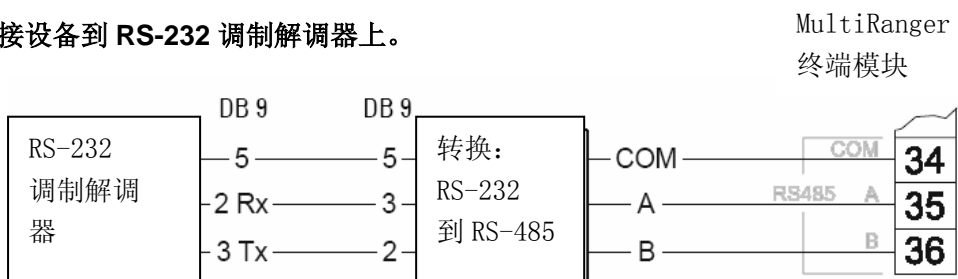 MultiRanger
接设备到 RS-232 调制解调器上。
终端模块
DB 9 DB 9
RS-232
调制解调
器
5 5
2 Rx 3
3 Tx 2
转换:
RS-232
到 RS-485
COM
A
B
COM
RS485 A
B
34
35
36